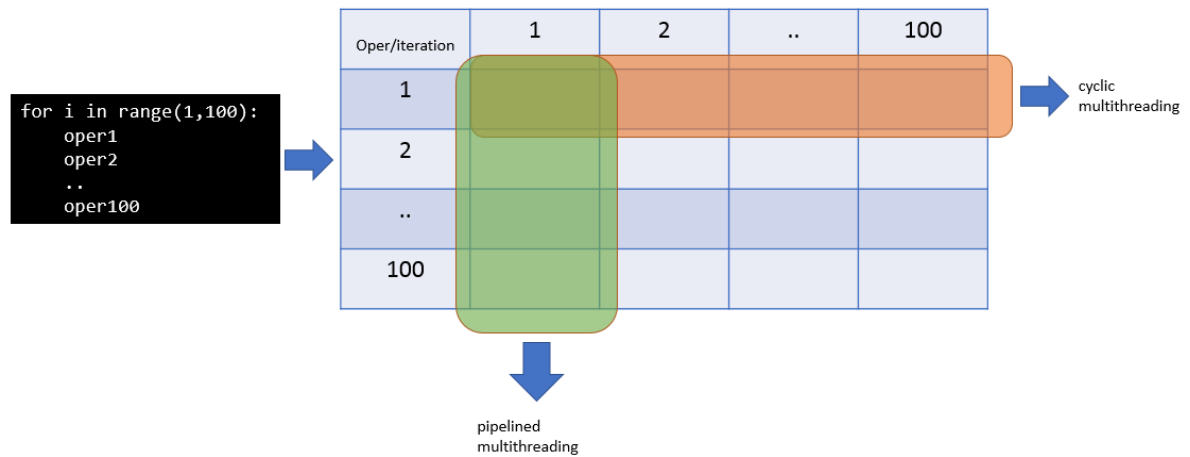 for i in range(1,100):
oper1
oper2
..
oper100
Oper/iteration 1 2 .. 100
1
2
..
100
cyclic
multithreading
pipelined
multithreading